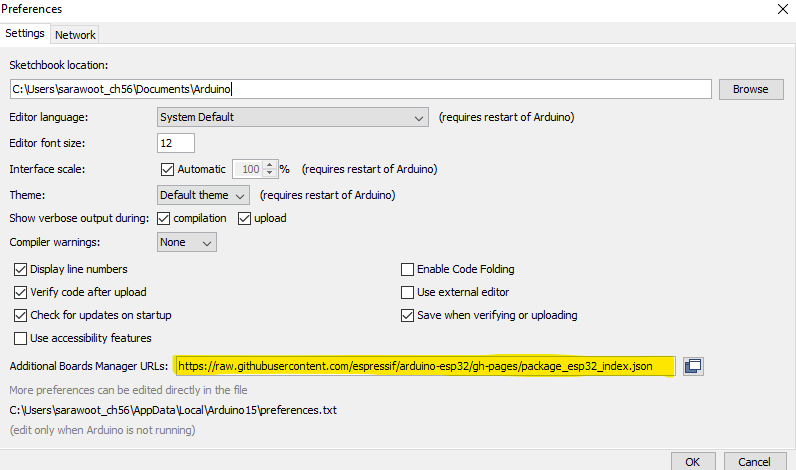 Preferences
Settings Network
Sketchbook location:
C:\Users\sarawoot_ch56\Documents\Arduino Browse
Editor language: System Default (requires restart of Arduino)
Editor font size: 12
Interface scale: Automatic 100 % (requires restart of Arduino)
Theme: Default theme (requires restart of Arduino)
Show verbose output during: compilation upload
Compiler warnings: None
Display line numbers Enable Code Folding
Verify code after upload Use external editor
Check for updates on startup Save when verifying or uploading
Use accessibility features
Additional Boards Manager URLs: https://raw.githubusercontent.com/espressif/arduino-esp32/gh-pages/package_esp32_index.json
More preferences can be edited directly in the file
C:\Users\sarawoot_ch56\AppData\Local\Arduino15\preferences.txt
(edit only when Arduino is not running)
OK Cancel